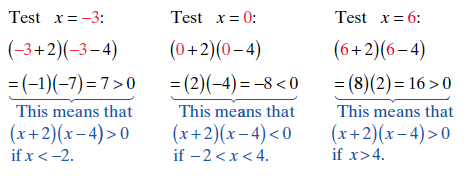 Test x = −3:
(−3+2)(−3−4)
=(−1)(−7)=7>0
This means that
(x+2)(x−4)>0
if x < −2.
Test x = 0:
(0+2)(0−4)
=(2)(−4)=−8<0
This means that
(x+2)(x−4)<0
if −2<x<4.
Test x = 6:
(6+2)(6−4)
=(8)(2)=16>0
This means that
(x+2)(x−4)>0
if x>4.